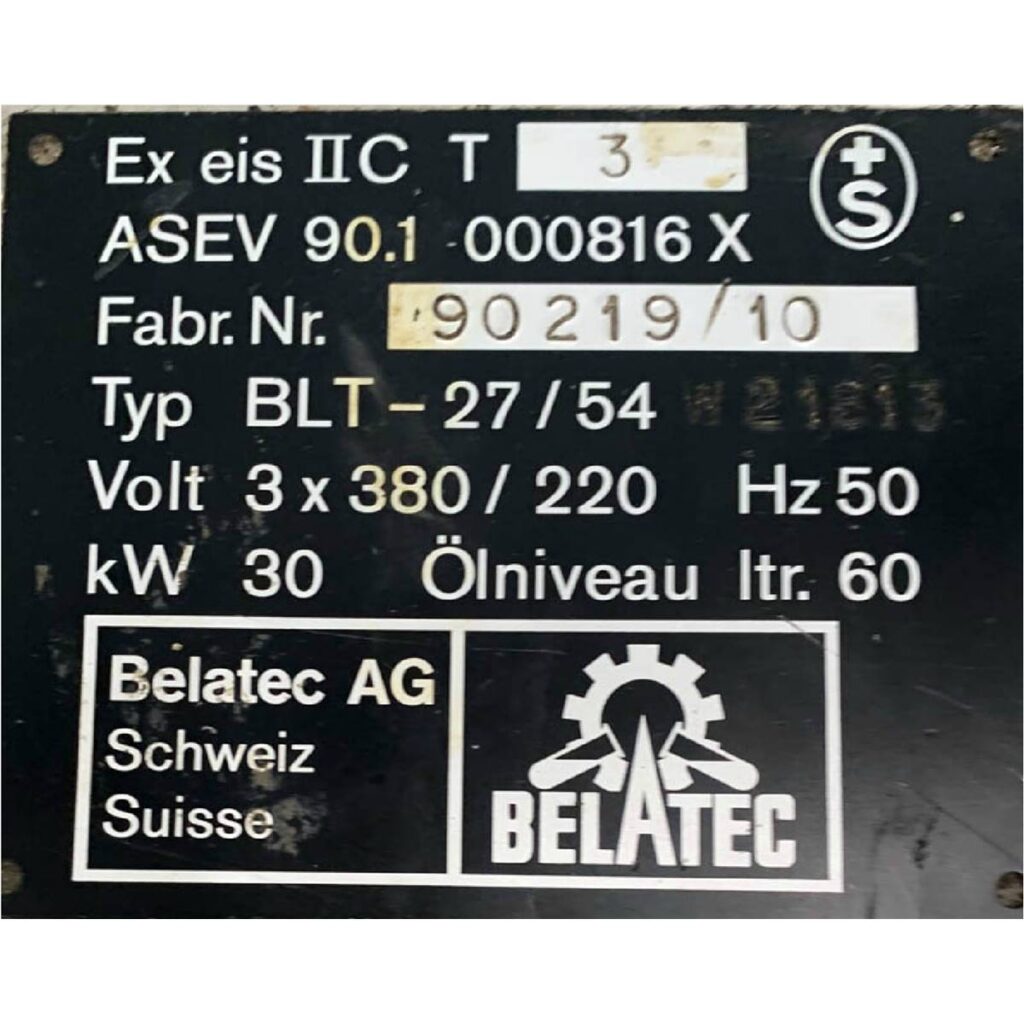 Ex eis IIC T 3
+S
ASEV 90.1 000816 X
Fabr. Nr. 90219/10
Typ BLT - 27/54
Volt 3 x 380/220 Hz 50
kW 30 Ölniveau ltr. 60
Belatec AG
Schweiz
Suisse
BELATEC